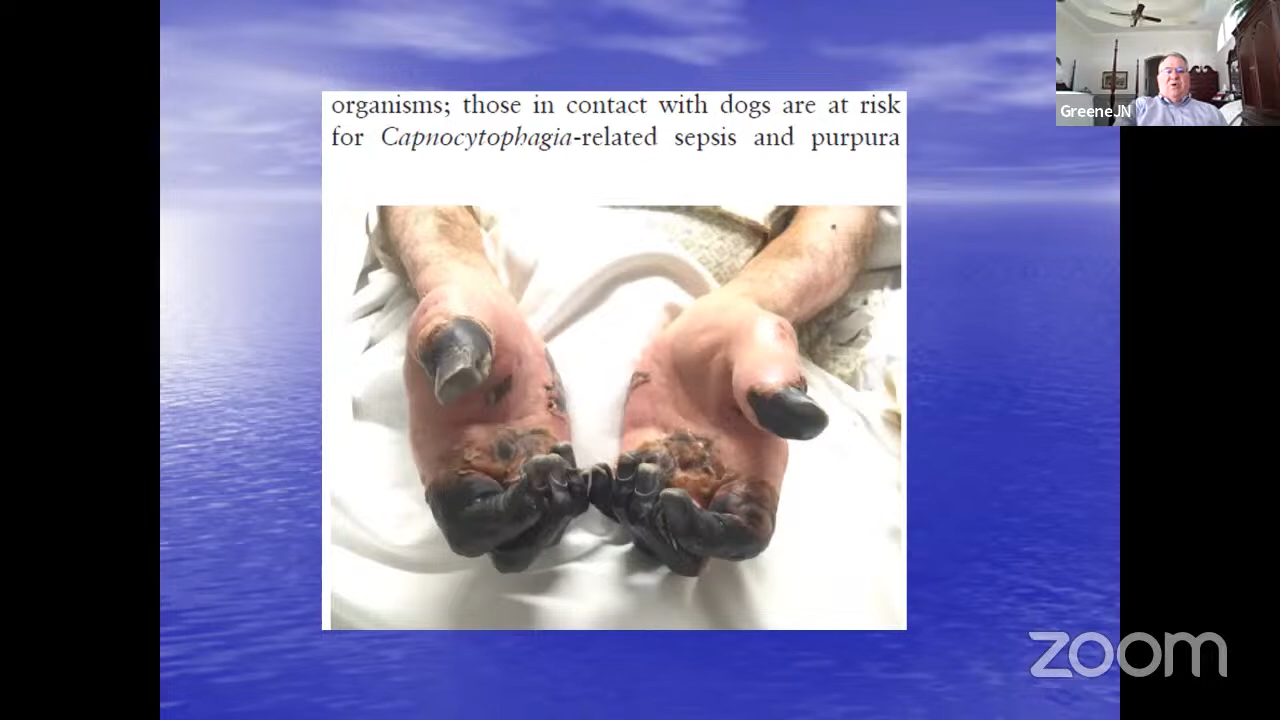 organisms; those in contact with dogs are at risk
for Capnocytophagia-related sepsis and purpura
GreeneJN
zoom